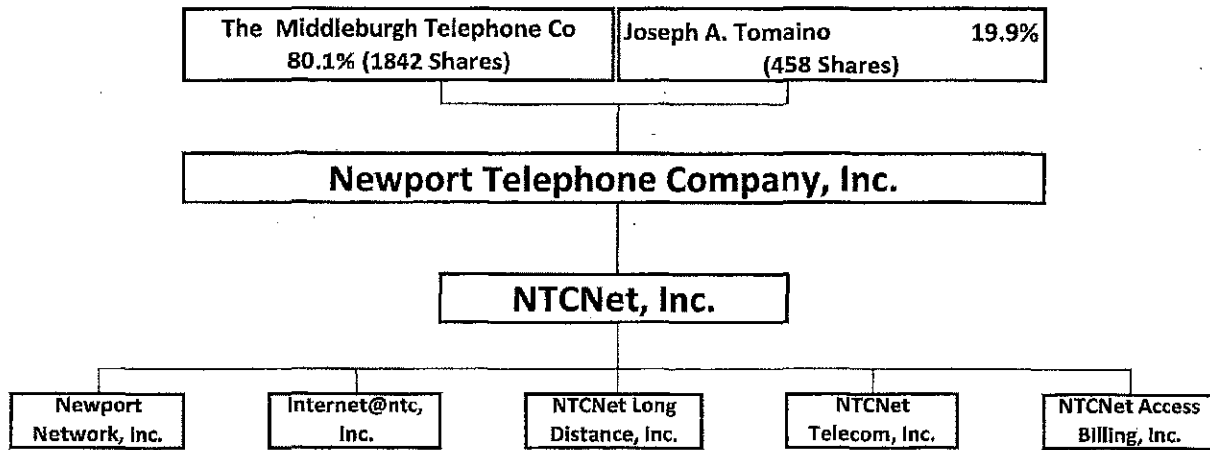 The Middleburgh Telephone Co
80.1% (1842 Shares)
Joseph A. Tomaino 19.9%
(458 Shares)
Newport Telephone Company, Inc.
NTCNet, Inc.
Newport
Network, Inc.
Internet@ntc,
Inc.
NTCNet Long
Distance, Inc.
NTCNet
Telecom, Inc.
NTCNet Access
Billing, Inc.